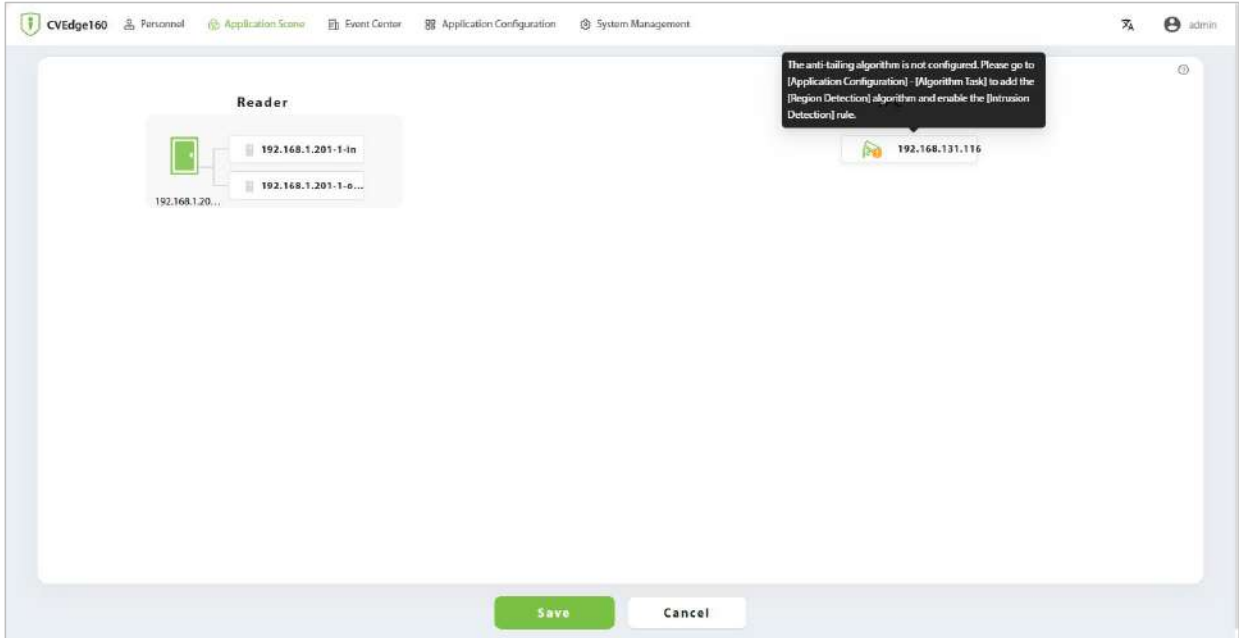 CVEdge160 Personnel Application Scene Event Center Application Configuration System Management admin
The anti-tailing algorithm is not configured. Please go to
[Application Configuration] - [Algorithm Task] to add the
[Region Detection] algorithm and enable the [Intrusion
Detection] rule.
Reader
192.168.1.201-1-In
192.168.131.116
192.168.1.201-1-o...
192.168.1.20...
Save Cancel